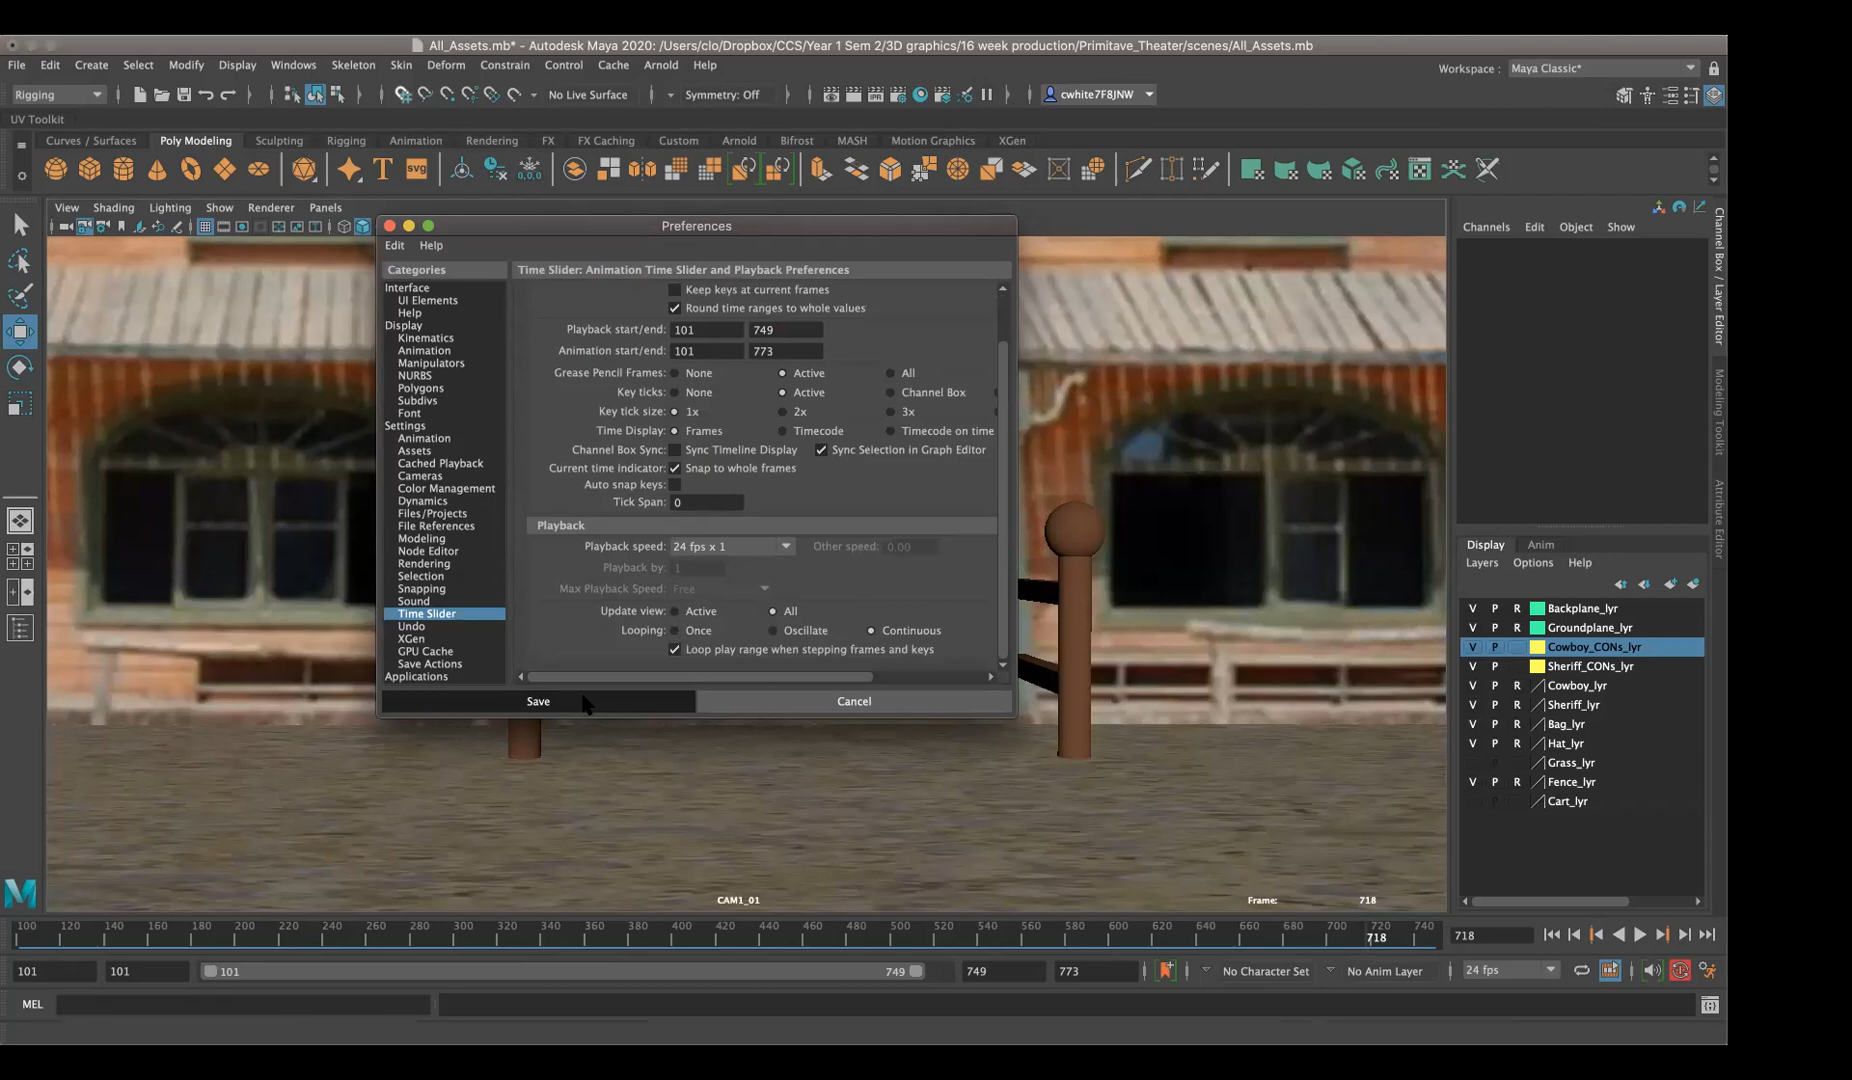 All_Assets.mb* - Autodesk Maya 2020: /Users/clo/Dropbox/CCS/Year 1 Sem 2/3D graphics/16 week production/Primitave_Theater/scenes/All_Assets.mb
File Edit Create Select Modify Display Windows Skeleton Skin Deform Constrain Control Cache Arnold Help
Workspace : Maya Classic*
Rigging No Live Surface Symmetry: Off cwhite7F8JNW
UV Toolkit
Curves / Surfaces Poly Modeling Sculpting Rigging Animation Rendering FX FX Caching Custom Arnold Bifrost MASH Motion Graphics XGen
T svg 0,0,0
View Shading Lighting Show Renderer Panels
Preferences
Edit Help
Categories
Interface
UI Elements
Help
Display
Kinematics
Animation
Manipulators
NURBS
Polygons
Subdivs
Font
Settings
Animation
Assets
Cached Playback
Cameras
Color Management
Dynamics
Files/Projects
File References
Modeling
Node Editor
Rendering
Selection
Snapping
Sound
Time Slider
Undo
XGen
GPU Cache
Save Actions
Applications
Time Slider: Animation Time Slider and Playback Preferences
Keep keys at current frames
Round time ranges to whole values
Playback start/end: 101 749
Animation start/end: 101 773
Grease Pencil Frames: None Active All
Key ticks: None Active Channel Box
Key tick size: 1x 2x 3x
Time Display: Frames Timecode Timecode on time
Channel Box Sync: Sync Timeline Display Sync Selection in Graph Editor
Current time indicator: Snap to whole frames
Auto snap keys:
Tick Span: 0
Playback
Playback speed: 24 fps x 1 Other speed: 0.00
Playback by: 1
Max Playback Speed: Free
Update view: Active All
Looping: Once Oscillate Continuous
Loop play range when stepping frames and keys
Save Cancel
Channels Edit Object Show
Channel Box / Layer Editor
Modeling Toolkit
Attribute Editor
Display Anim
Layers Options Help
V P R Backplane_lyr
V P R Groundplane_lyr
V P Cowboy_CONs_lyr
V P Sheriff_CONs_lyr
V P R Cowboy_lyr
V P R Sheriff_lyr
V P R Bag_lyr
V P R Hat_lyr
P Grass_lyr
V P R Fence_lyr
P Cart_lyr
CAM1_01
Frame: 718
100 120 140 160 180 200 220 240 260 280 300 320 340 360 380 400 420 440 460 480 500 520 540 560 580 600 620 640 660 680 700 720 740
718
718
101 101 101 749 749 773 No Character Set No Anim Layer 24 fps
MEL